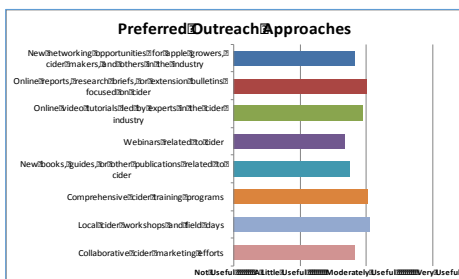 Preferred Outreach Approaches
New networking opportunities for apple growers,
cider makers, and others in the industry
Online reports, research briefs, or extension bulletins
focused on cider
Online video tutorials led by experts in the cider
industry
Webinars related to cider
New books, guides, or other publications related to
cider
Comprehensive cider training programs
Local cider workshops and field days
Collaborative cider marketing efforts
Not Useful A Little Useful Moderately Useful Very Useful